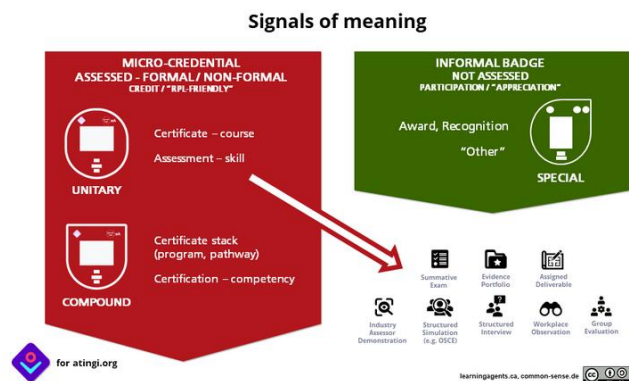 Signals of meaning
MICRO-CREDENTIAL
ASSESSED – FORMAL / NON-FORMAL
CREDIT / “RPL-FRIENDLY”
Certificate – course
Assessment – skill
UNITARY
Certificate stack
(program, pathway)
Certification – competency
COMPOUND
INFORMAL BADGE
NOT ASSESSED
PARTICIPATION / “APPRECIATION”
Award, Recognition
“Other”
SPECIAL
Summative
Exam
Evidence
Portfolio
Assigned
Deliverable
Industry
Assessor
Demonstration
Structured
Simulation
(e.g. OSCE)
Structured
Interview
Workplace
Observation
Group
Evaluation
for atingi.org
learningagents.ca, common-sense.de